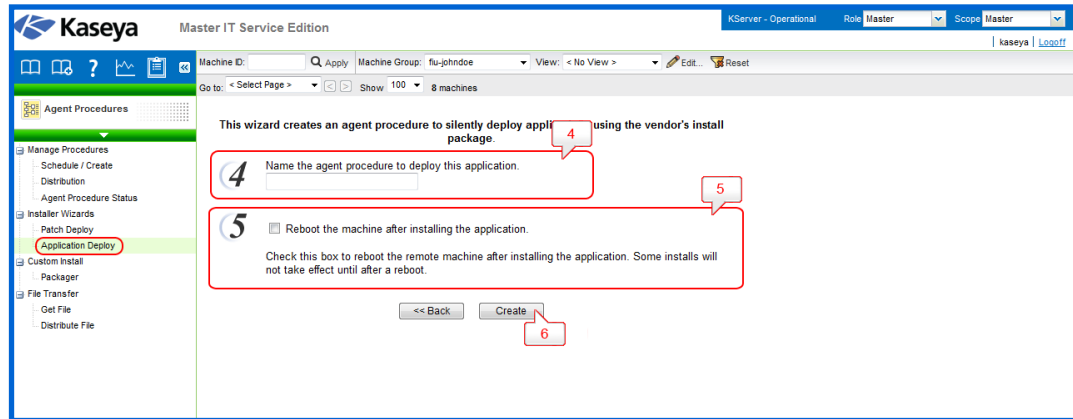 Kaseya Master IT Service Edition
KServer - Operational Role Master Scope Master
kaseya | Logoff
Machine ID: Apply Machine Group: fiu-johndoe View: < No View > Edit... Reset
Go to: < Select Page > < > Show 100 8 machines
Agent Procedures
Manage Procedures
Schedule / Create
Distribution
Agent Procedure Status
Installer Wizards
Patch Deploy
Application Deploy
Custom Install
Packager
File Transfer
Get File
Distribute File
This wizard creates an agent procedure to silently deploy appli using the vendor's install
package.
4
4 Name the agent procedure to deploy this application.
5
5 Reboot the machine after installing the application.
Check this box to reboot the remote machine after installing the application. Some installs will
not take effect until after a reboot.
<< Back Create
6